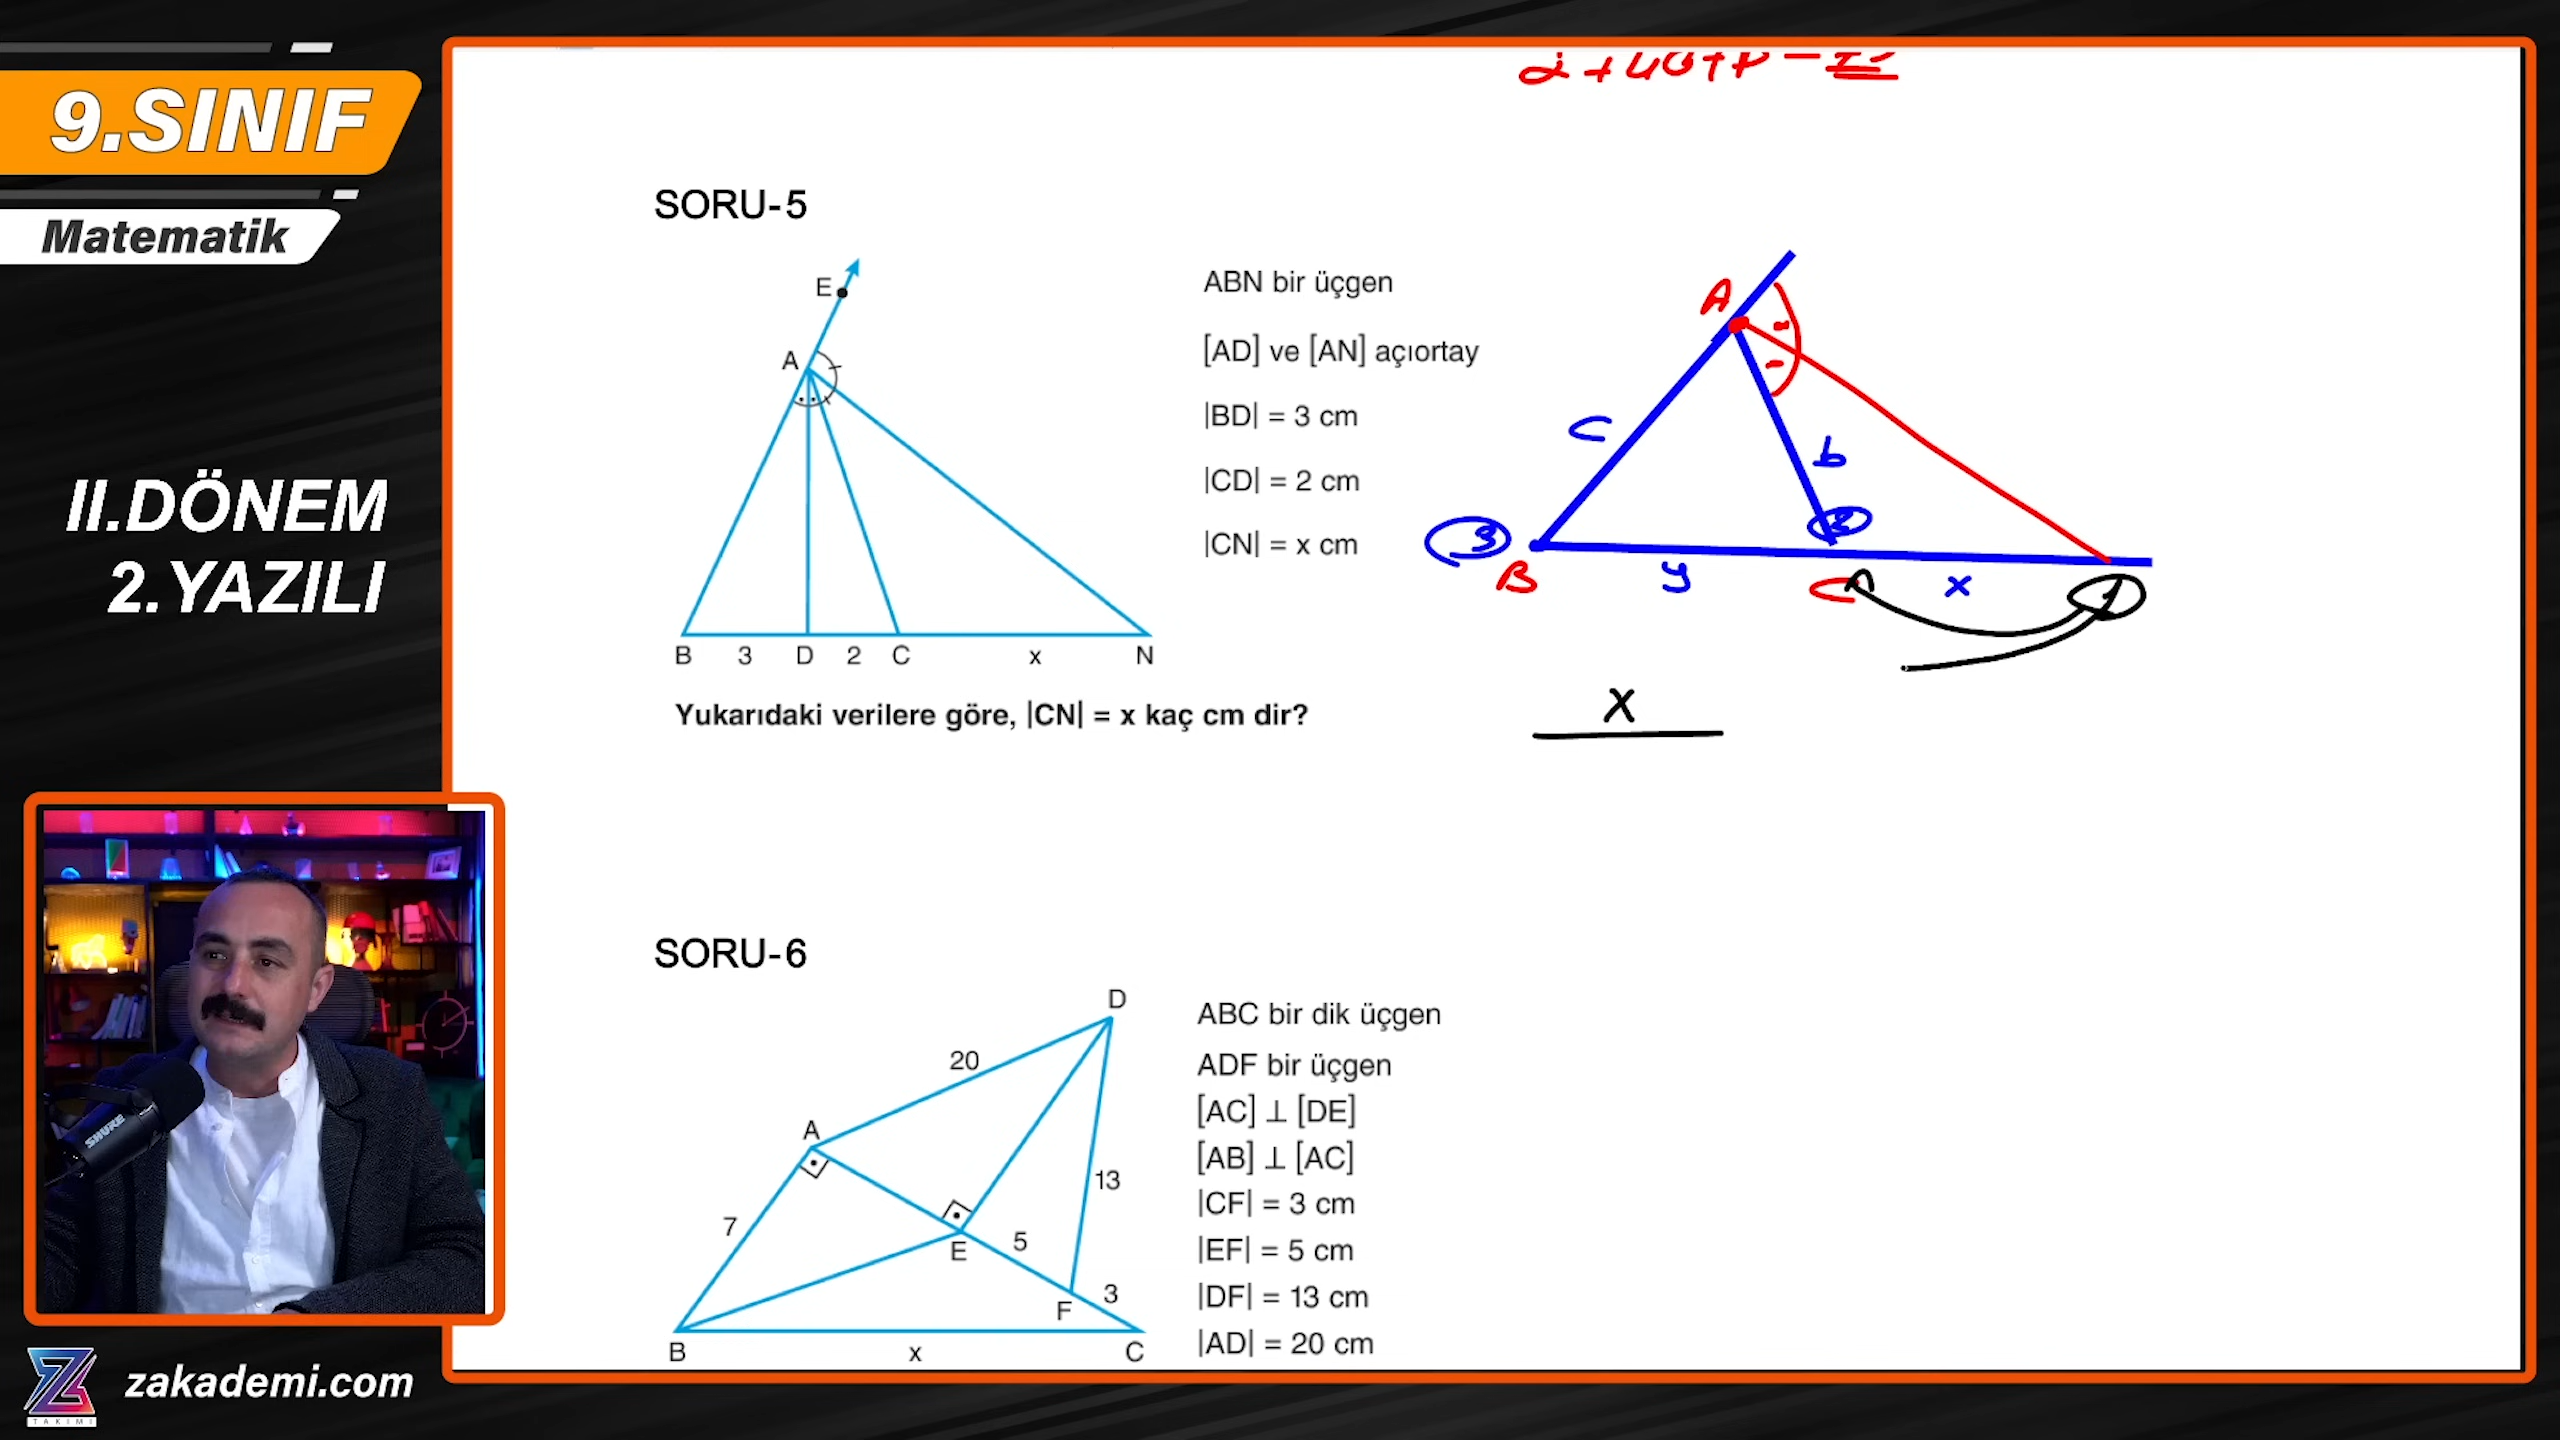 9.SINIF
Matematik
II.DÖNEM
2.YAZILI
SORU-5
E
A
B 3 D 2 C x N
ABN bir üçgen
[AD] ve [AN] açıortay
|BD| = 3 cm
|CD| = 2 cm
|CN| = x cm
Yukarıdaki verilere göre, |CN| = x kaç cm dir?
A
c
b
3
2
B
y
C
x
1
x
SORU-6
D
20
A
13
7
E
5
F
3
B x C
ABC bir dik üçgen
ADF bir üçgen
[AC] ⊥ [DE]
[AB] ⊥ [AC]
|CF| = 3 cm
|EF| = 5 cm
|DF| = 13 cm
|AD| = 20 cm
SHURE
TAKIMI
zakademi.com